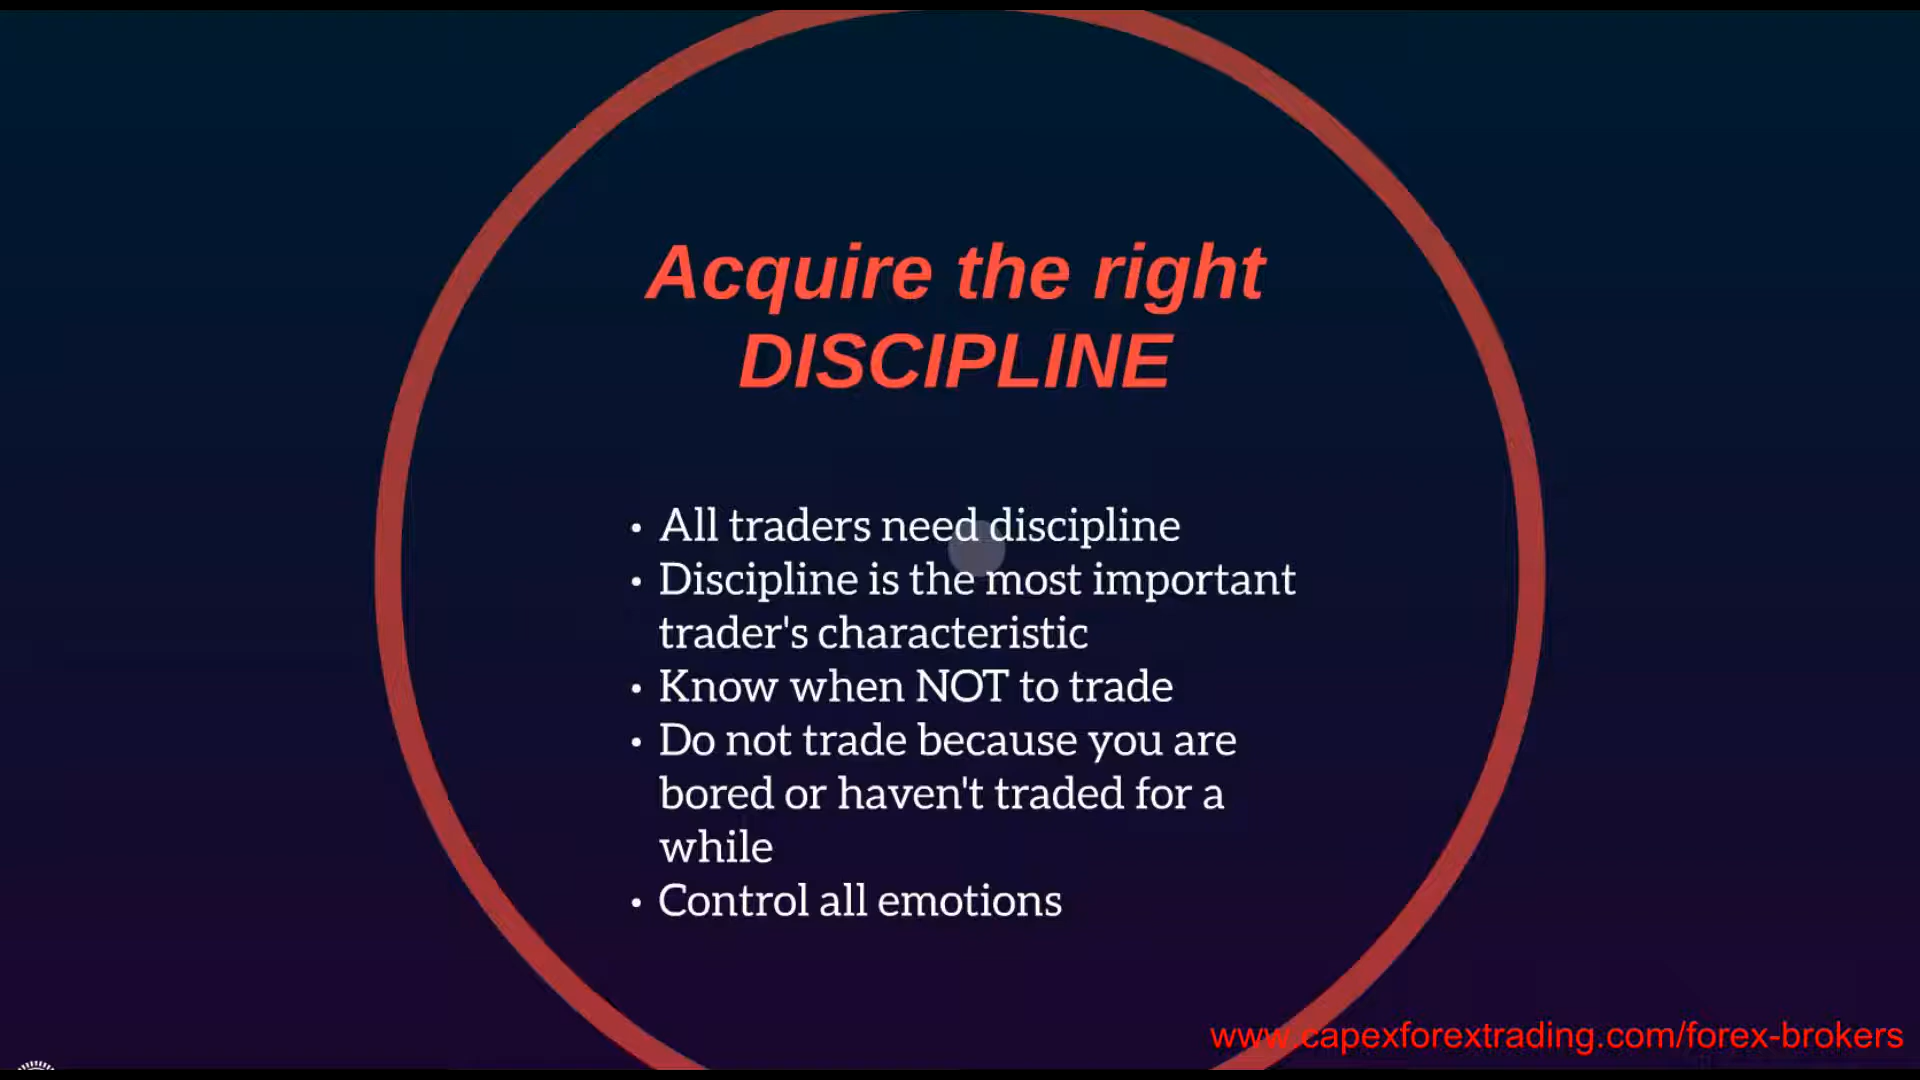 Acquire the right
DISCIPLINE
• All traders need discipline
• Discipline is the most important
trader's characteristic
• Know when NOT to trade
• Do not trade because you are
bored or haven't traded for a
while
• Control all emotions
www.capexforextrading.com/forex-brokers